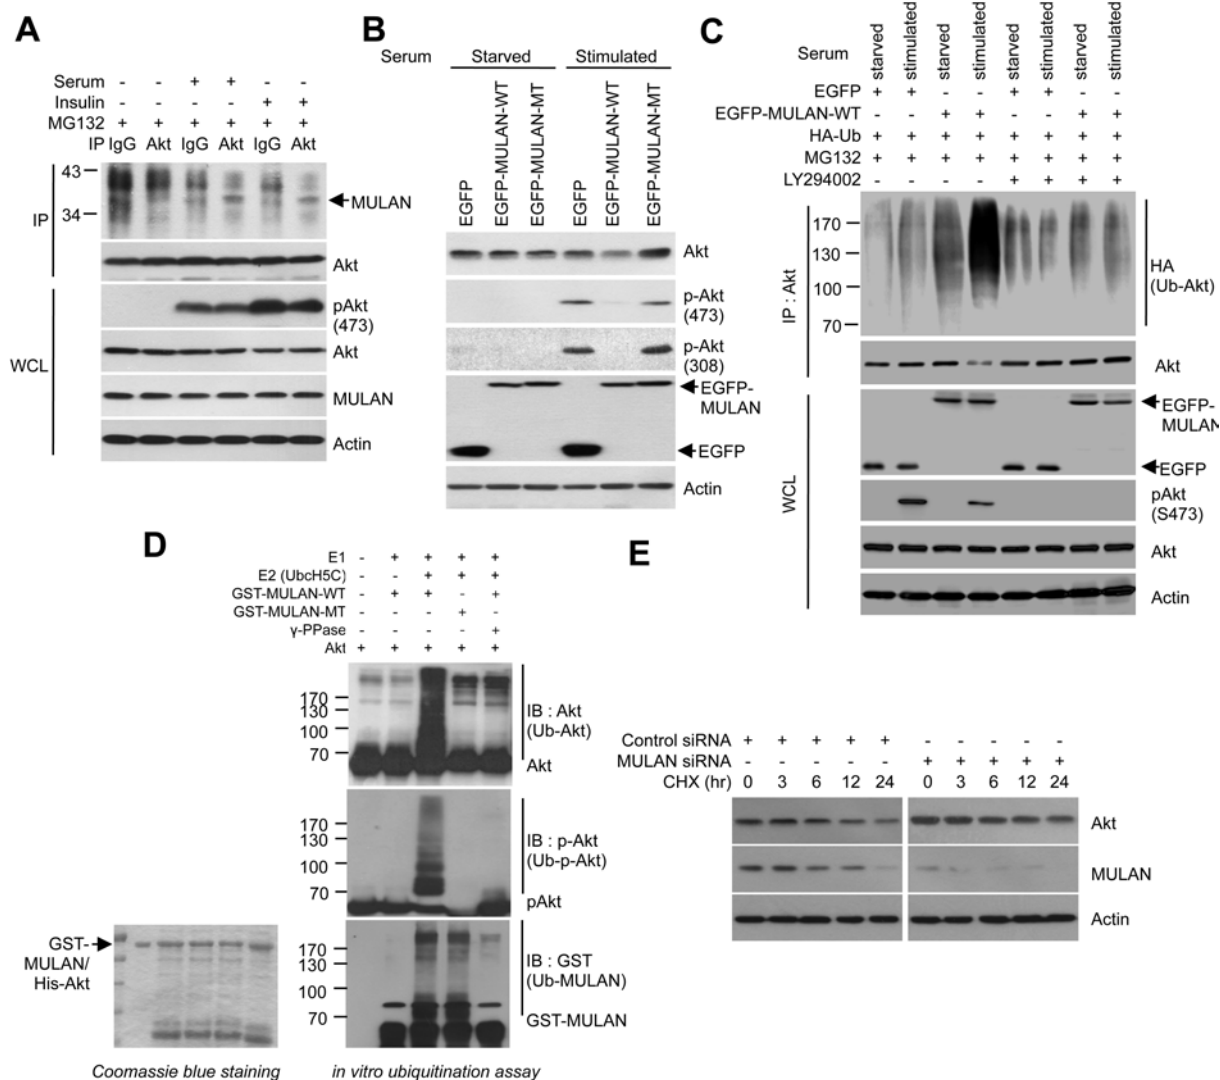 A
Serum - - + + - -
Insulin - - - - + +
MG132 + + + + + +
IP IgG Akt IgG Akt IgG Akt
43
34
MULAN
IP
Akt
pAkt
(473)
WCL
Akt
MULAN
Actin
B
Serum Starved Stimulated
EGFP
EGFP-MULAN-WT
EGFP-MULAN-MT
EGFP
EGFP-MULAN-WT
EGFP-MULAN-MT
Akt
p-Akt
(473)
p-Akt
(308)
EGFP-
MULAN
EGFP
Actin
C
Serum starved stimulated starved stimulated starved stimulated starved stimulated
EGFP + + - - + + - -
EGFP-MULAN-WT - - + + - - + +
HA-Ub + + + + + + + +
MG132 + + + + + + + +
LY294002 - - - - + + + +
IP : Akt
170
130
100
70
HA
(Ub-Akt)
Akt
WCL
EGFP-
MULAN
EGFP
pAkt
(S473)
Akt
Actin
D
E1 - + + + +
E2 (UbcH5C) - - + + +
GST-MULAN-WT - + + - +
GST-MULAN-MT - - - + -
γ-PPase - - - - +
Akt + + + + +
170
130
100
70
IB : Akt
(Ub-Akt)
Akt
170
130
100
70
IB : p-Akt
(Ub-p-Akt)
pAkt
170
130
100
70
IB : GST
(Ub-MULAN)
GST-MULAN
GST-
MULAN/
His-Akt
Coomassie blue staining
in vitro ubiquitination assay
E
Control siRNA + + + + + - - - - -
MULAN siRNA - - - - - + + + + +
CHX (hr) 0 3 6 12 24 0 3 6 12 24
Akt
MULAN
Actin